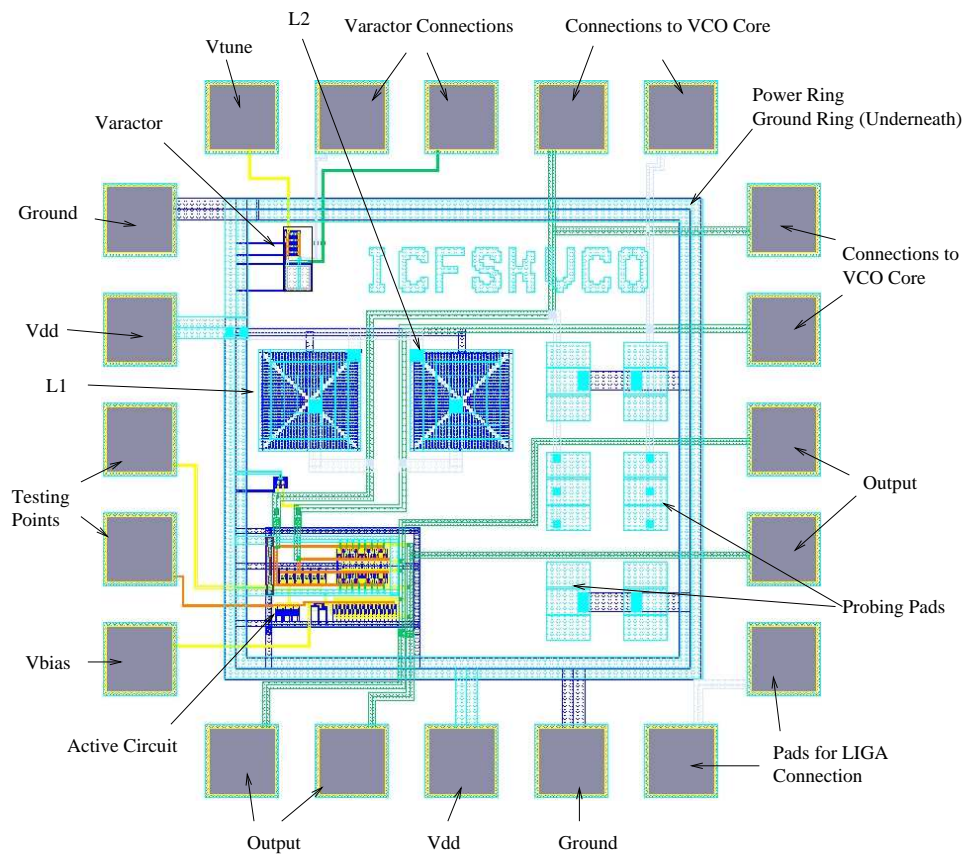 L2
Varactor Connections
Connections to VCO Core
Vtune
Power Ring
Ground Ring (Underneath)
Varactor
Ground
ICFSKVCO
Connections to
VCO Core
Vdd
L1
Testing
Points
Output
Probing Pads
Vbias
Active Circuit
Pads for LIGA
Connection
Output
Vdd
Ground